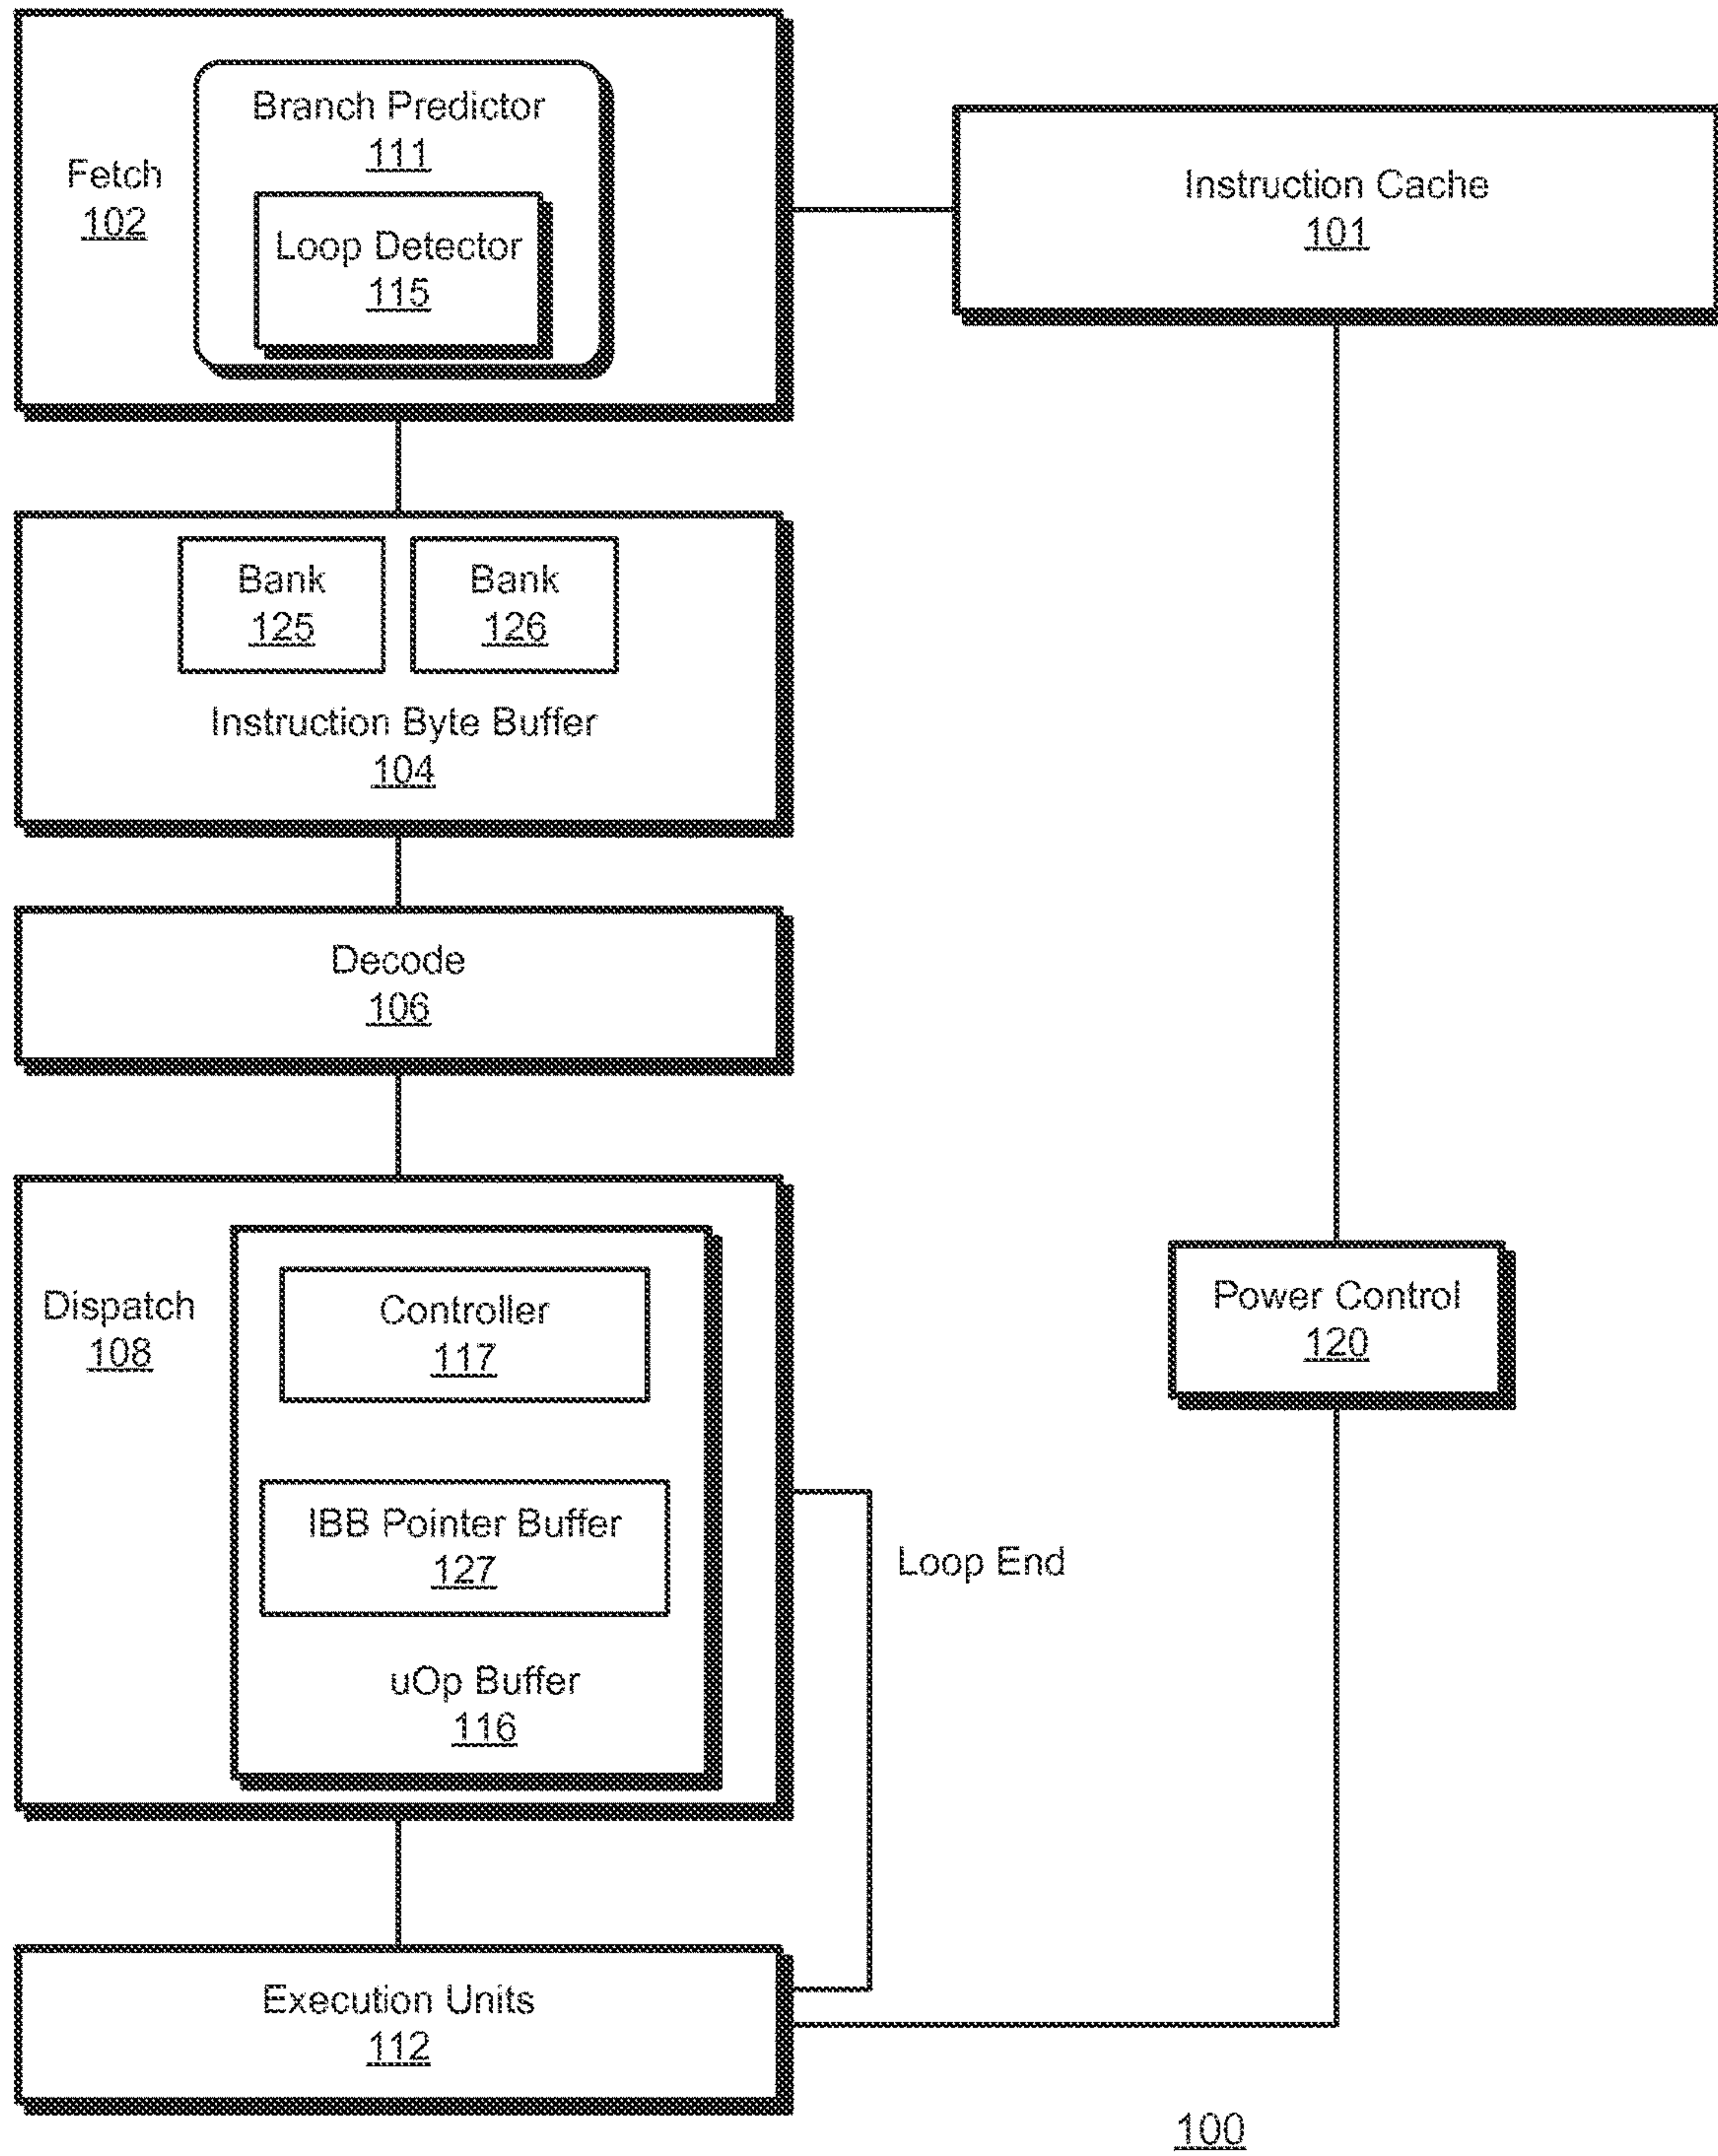 Branch Predictor
111
Fetch
102
Loop Detector
115
Instruction Cache
101
Bank
125
Bank
126
Instruction Byte Buffer
104
Decode
106
Dispatch
108
Controller
117
Power Control
120
IBB Pointer Buffer
127
Loop End
uOp Buffer
116
Execution Units
112
100